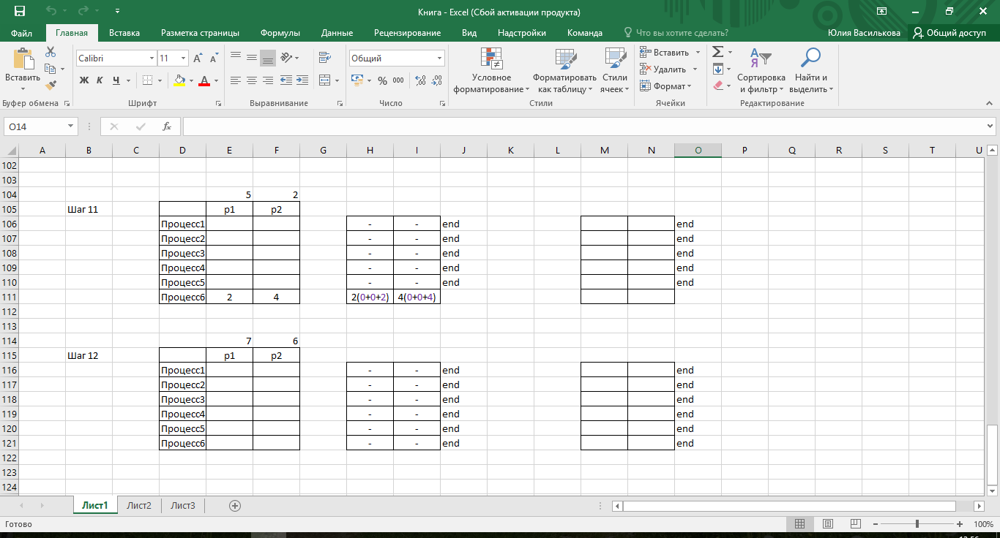 Книга - Excel (Сбой активации продукта)
Файл Главная Вставка Разметка страницы Формулы Данные Рецензирование Вид Надстройки Команда Что вы хотите сделать? Юлия Василькова Общий доступ
Вставить
Буфер обмена
Calibri 11
Ж К Ч
Шрифт
Выравнивание
Общий
% 000
Число
Условное форматирование
Форматировать как таблицу
Стили ячеек
Стили
Вставить
Удалить
Формат
Ячейки
Сортировка и фильтр
Найти и выделить
Редактирование
O14 fx
A B C D E F G H I J K L M N O P Q R S T U
102
103
104 5 2
105 Шаг 11 p1 p2
106 Процесс1 - - end end
107 Процесс2 - - end end
108 Процесс3 - - end end
109 Процесс4 - - end end
110 Процесс5 - - end end
111 Процесс6 2 4 2(0+0+2) 4(0+0+4)
112
113
114 7 6
115 Шаг 12 p1 p2
116 Процесс1 - - end end
117 Процесс2 - - end end
118 Процесс3 - - end end
119 Процесс4 - - end end
120 Процесс5 - - end end
121 Процесс6 - - end end
122
123
124
Лист1 Лист2 Лист3
Готово 100%